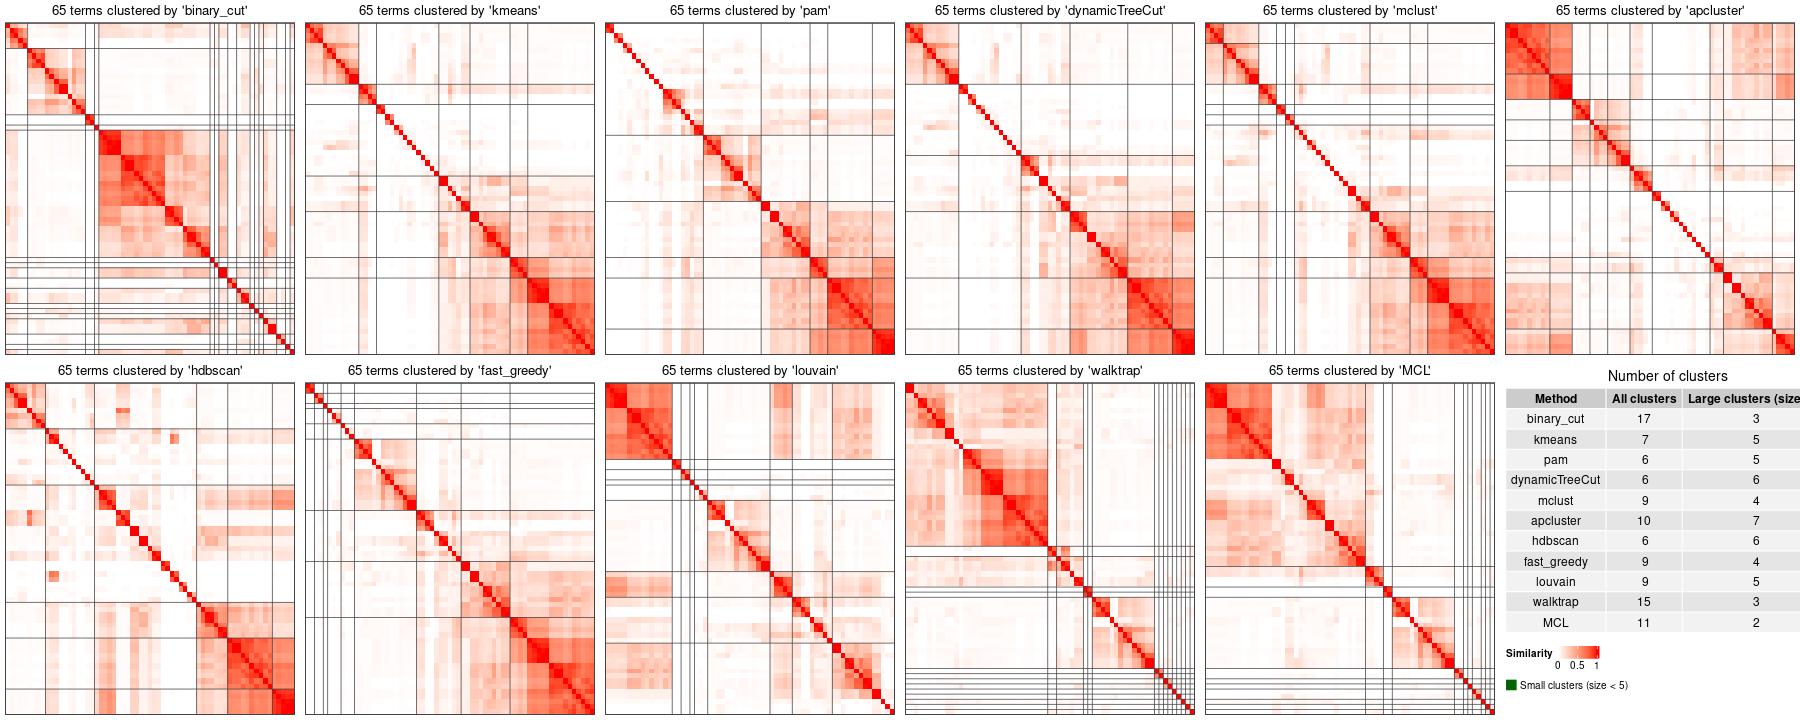 65 terms clustered by 'binary_cut'
65 terms clustered by 'kmeans'
65 terms clustered by 'pam'
65 terms clustered by 'dynamicTreeCut'
65 terms clustered by 'mclust'
65 terms clustered by 'apcluster'
65 terms clustered by 'hdbscan'
65 terms clustered by 'fast_greedy'
65 terms clustered by 'louvain'
65 terms clustered by 'walktrap'
65 terms clustered by 'MCL'
Number of clusters
Method All clusters Large clusters (size
binary_cut 17 3
kmeans 7 5
pam 6 5
dynamicTreeCut 6 6
mclust 9 4
apcluster 10 7
hdbscan 6 6
fast_greedy 9 4
louvain 9 5
walktrap 15 3
MCL 11 2
Similarity
0 0.5 1
Small clusters (size < 5)